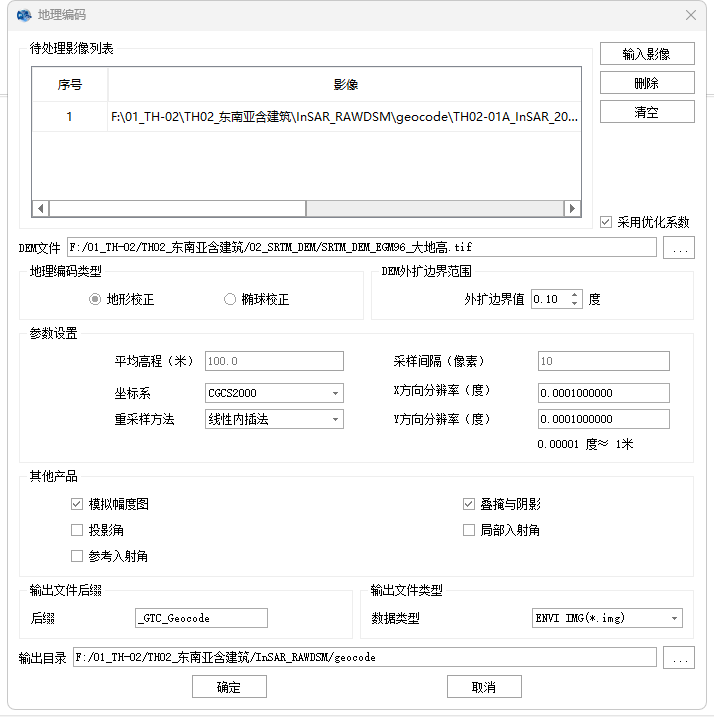 地理编码
待处理影像列表
输入影像
序号 影像
删除
1 F:\01_TH-02\TH02_东南亚含建筑\InSAR_RAWDSM\geocode\TH02-01A_InSAR_20...
清空
采用优化系数
DEM文件 F:/01_TH-02/TH02_东南亚含建筑/02_SRTM_DEM/SRTM_DEM_EGM96_大地高.tif ...
地理编码类型 DEM外扩边界范围
地形校正 椭球校正 外扩边界值 0.10 度
参数设置
平均高程（米） 100.0 采样间隔（像素） 10
坐标系 CGCS2000 X方向分辨率（度） 0.0001000000
重采样方法 线性内插法 Y方向分辨率（度） 0.0001000000
0.00001 度≈ 1米
其他产品
模拟幅度图 叠掩与阴影
投影角 局部入射角
参考入射角
输出文件后缀 输出文件类型
后缀 _GTC_Geocode 数据类型 ENVI IMG(*.img)
输出目录 F:/01_TH-02/TH02_东南亚含建筑/InSAR_RAWDSM/geocode ...
确定 取消